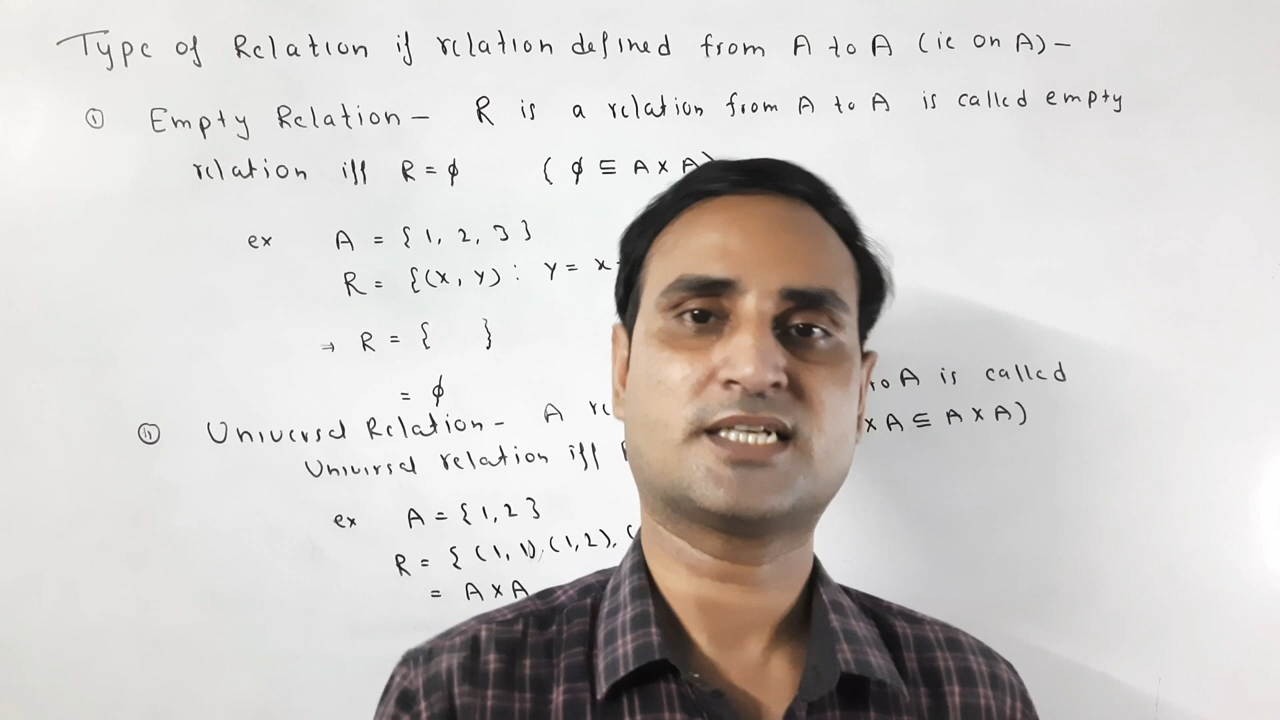 Type of Relation if relation defined from A to A (ie on A) –
(i) Empty Relation – R is a relation from A to A is called empty
relation iff R = ϕ ( ϕ ⊆ A × A)
ex A = { 1, 2, 3 }
R = {(x, y) : y = x
⇒ R = { }
= ϕ
(ii) Universal Relation – A to A is called
Universal relation iff × A ⊆ A × A)
ex A = { 1, 2 }
R = { (1, 1), (1, 2), (
= A × A